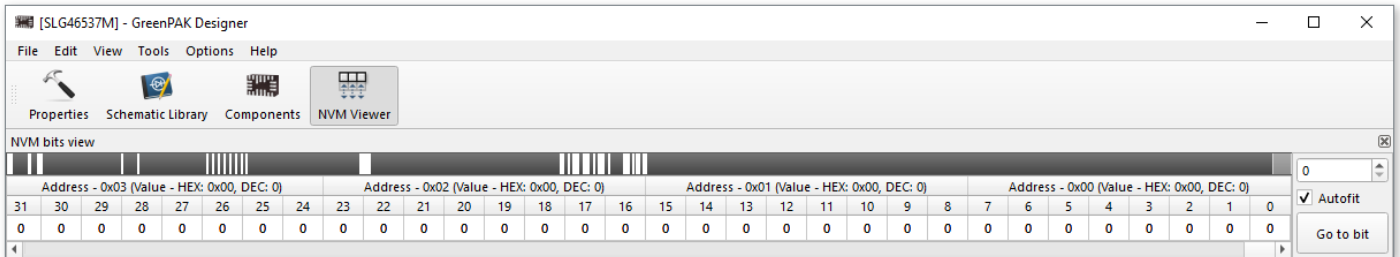 [SLG46537M] - GreenPAK Designer
File Edit View Tools Options Help
Properties Schematic Library Components NVM Viewer
NVM bits view
0
Address - 0x03 (Value - HEX: 0x00, DEC: 0) Address - 0x02 (Value - HEX: 0x00, DEC: 0) Address - 0x01 (Value - HEX: 0x00, DEC: 0) Address - 0x00 (Value - HEX: 0x00, DEC: 0)
31 30 29 28 27 26 25 24 23 22 21 20 19 18 17 16 15 14 13 12 11 10 9 8 7 6 5 4 3 2 1 0
Autofit
0 0 0 0 0 0 0 0 0 0 0 0 0 0 0 0 0 0 0 0 0 0 0 0 0 0 0 0 0 0 0 0
Go to bit